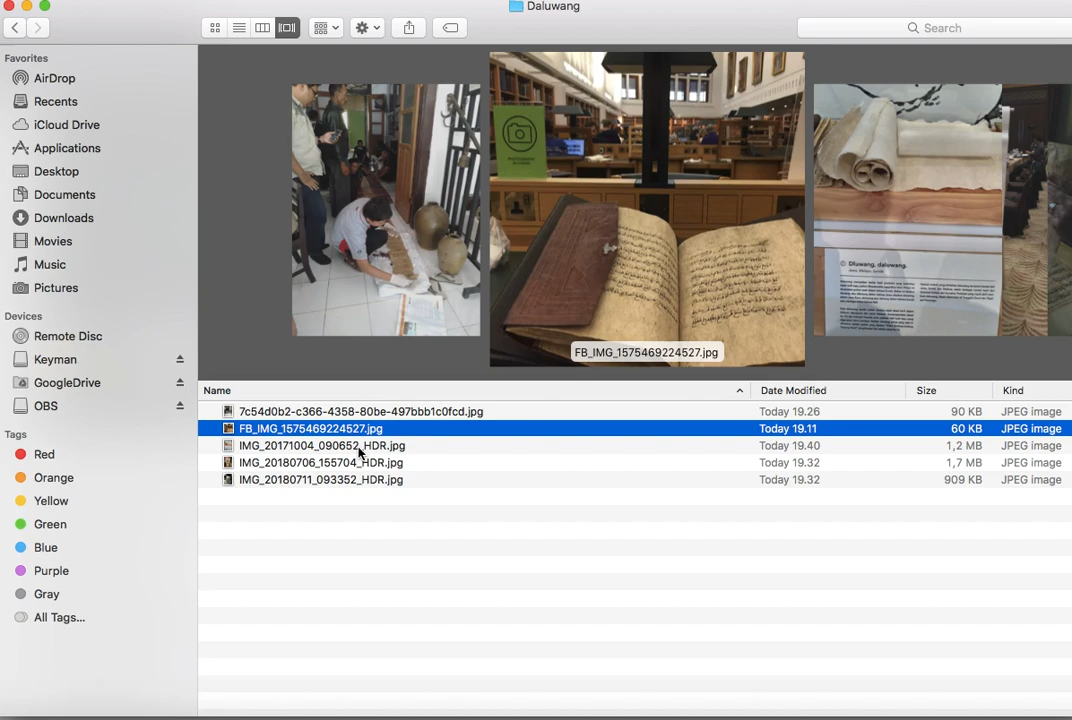 Daluwang
Search
Favorites
AirDrop
Recents
iCloud Drive
Applications
Desktop
Documents
Downloads
Movies
Music
Pictures
Devices
Remote Disc
Keyman
GoogleDrive
OBS
Tags
Red
Orange
Yellow
Green
Blue
Purple
Gray
All Tags...
Dluwang, daluwang.
FB_IMG_1575469224527.jpg
Name Date Modified Size Kind
7c54d0b2-c366-4358-80be-497bbb1c0fcd.jpg Today 19.26 90 KB JPEG image
FB_IMG_1575469224527.jpg Today 19.11 60 KB JPEG image
IMG_20171004_090652_HDR.jpg Today 19.40 1,2 MB JPEG image
IMG_20180706_155704_HDR.jpg Today 19.32 1,7 MB JPEG image
IMG_20180711_093352_HDR.jpg Today 19.32 909 KB JPEG image